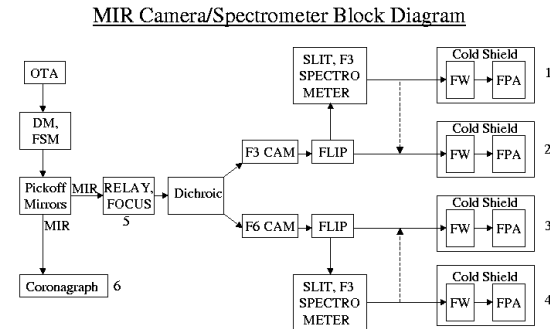 MIR Camera/Spectrometer Block Diagram
OTA
DM,
FSM
Pickoff
Mirrors
MIR
MIR
RELAY,
FOCUS
5
Coronagraph
6
Dichroic
F3 CAM
FLIP
SLIT, F3
SPECTRO
METER
F6 CAM
FLIP
SLIT, F3
SPECTRO
METER
Cold Shield
FW
FPA
1
Cold Shield
FW
FPA
2
Cold Shield
FW
FPA
3
Cold Shield
FW
FPA
4